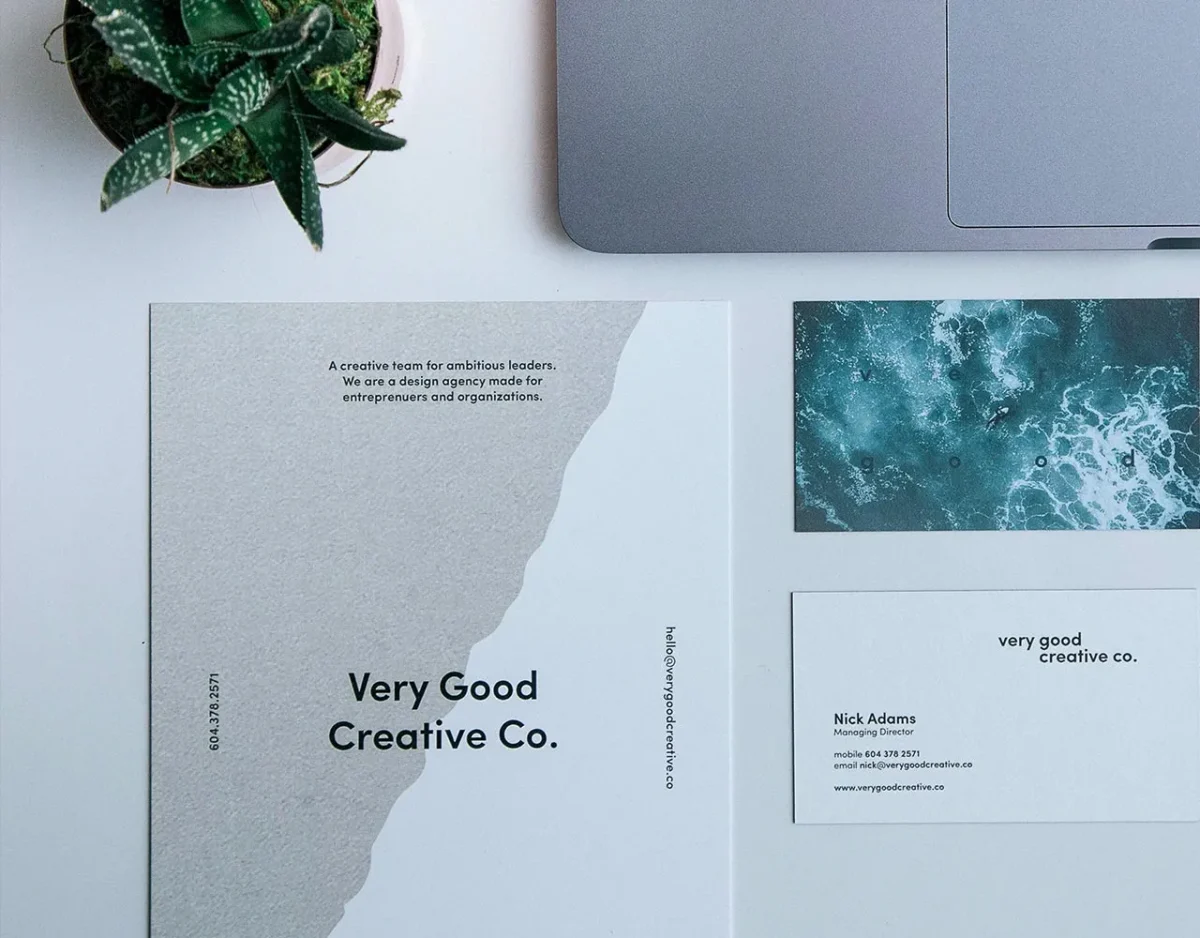 A creative team for ambitious leaders.
We are a design agency made for
entreprenuers and organizations.
604.378.2571
Very Good
Creative Co.
hello@verygoodcreative.co
v e r
g o o d
very good
creative co.
Nick Adams
Managing Director
mobile 604 378 2571
email nick@verygoodcreative.co
www.verygoodcreative.co